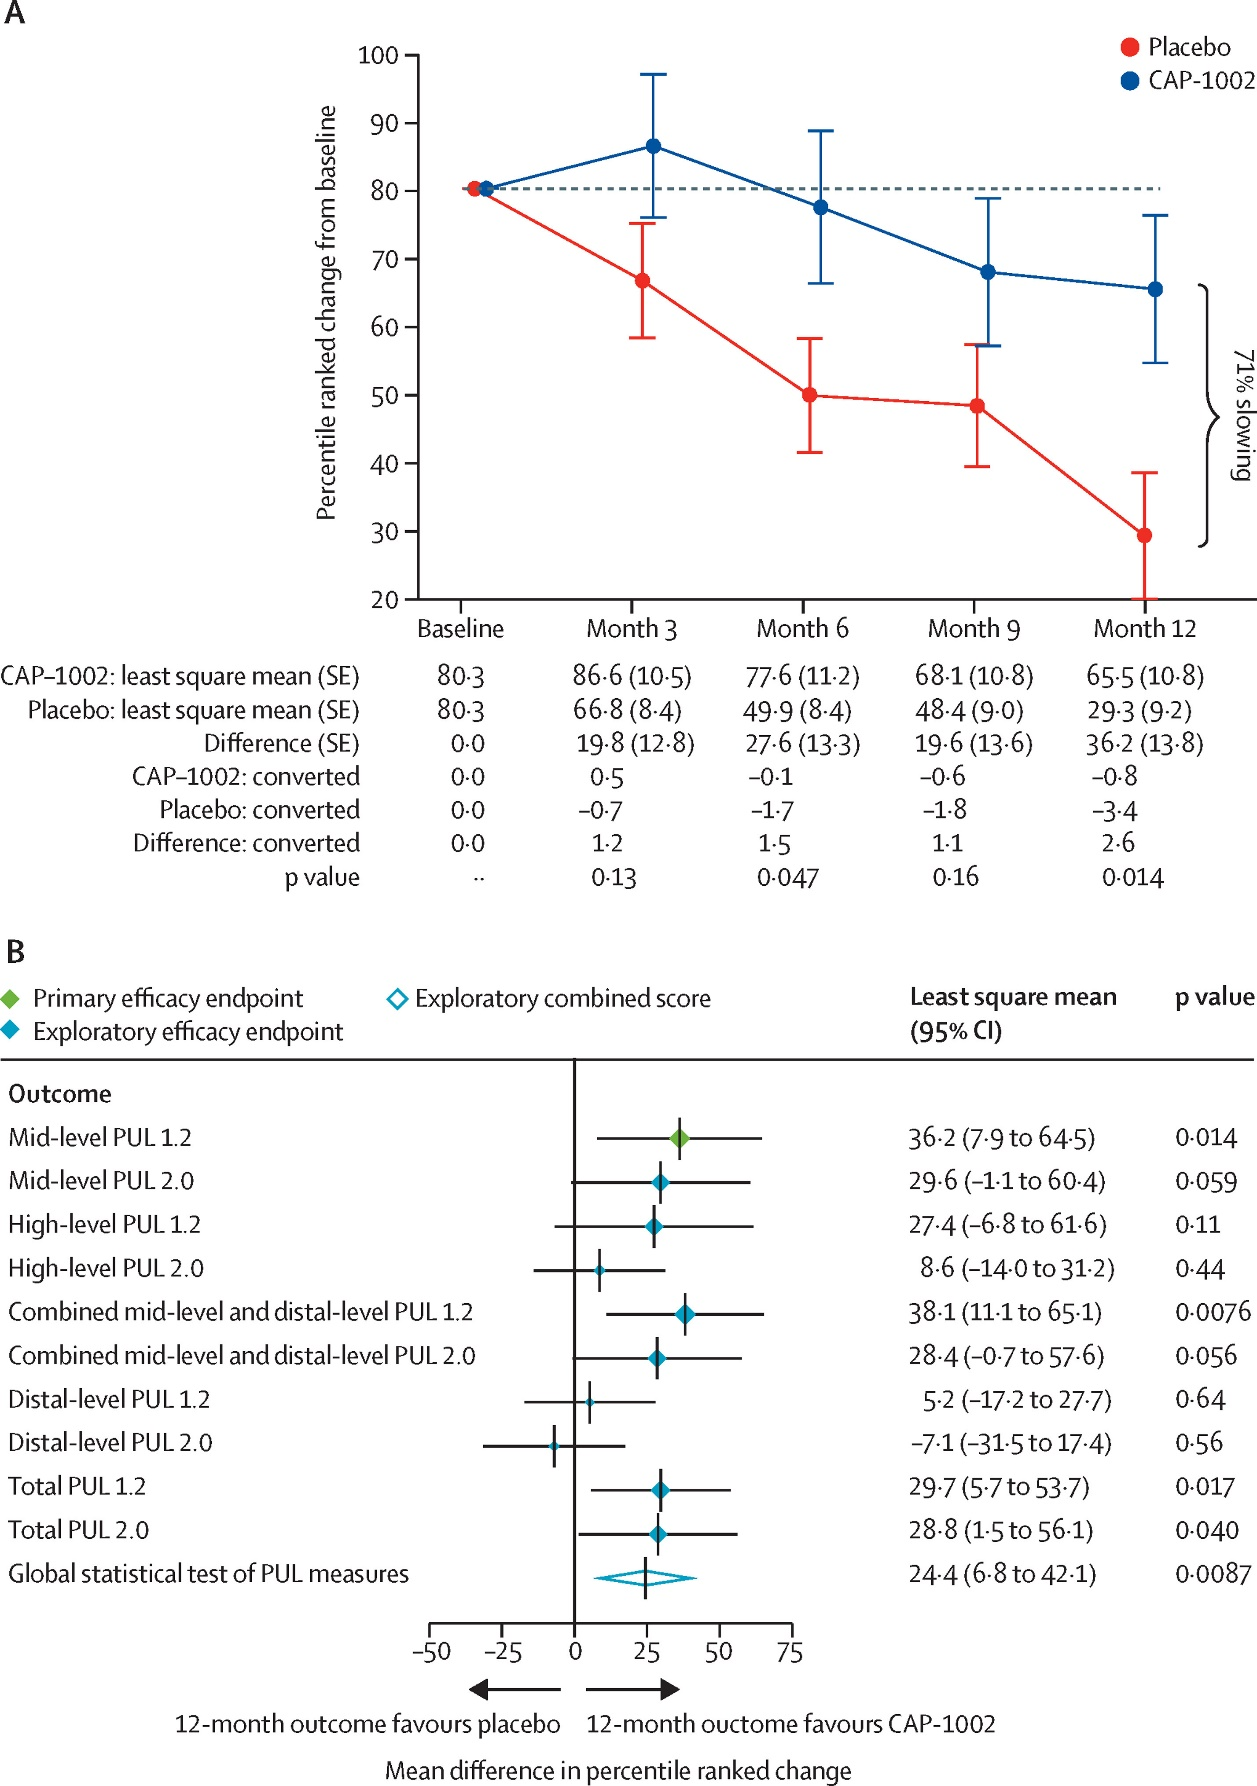 A
Placebo
CAP-1002
Percentile ranked change from baseline
100
90
80
70
60
50
40
30
20
71% slowing
Baseline Month 3 Month 6 Month 9 Month 12
CAP–1002: least square mean (SE) 80·3 86·6 (10·5) 77·6 (11·2) 68·1 (10·8) 65·5 (10·8)
Placebo: least square mean (SE) 80·3 66·8 (8·4) 49·9 (8·4) 48·4 (9·0) 29·3 (9·2)
Difference (SE) 0·0 19·8 (12·8) 27·6 (13·3) 19·6 (13·6) 36·2 (13·8)
CAP–1002: converted 0·0 0·5 –0·1 –0·6 –0·8
Placebo: converted 0·0 –0·7 –1·7 –1·8 –3·4
Difference: converted 0·0 1·2 1·5 1·1 2·6
p value ·· 0·13 0·047 0·16 0·014
B
Primary efficacy endpoint Exploratory combined score
Exploratory efficacy endpoint
Least square mean p value
(95% CI)
Outcome
Mid-level PUL 1.2 36·2 (7·9 to 64·5) 0·014
Mid-level PUL 2.0 29·6 (–1·1 to 60·4) 0·059
High-level PUL 1.2 27·4 (–6·8 to 61·6) 0·11
High-level PUL 2.0 8·6 (–14·0 to 31·2) 0·44
Combined mid-level and distal-level PUL 1.2 38·1 (11·1 to 65·1) 0·0076
Combined mid-level and distal-level PUL 2.0 28·4 (–0·7 to 57·6) 0·056
Distal-level PUL 1.2 5·2 (–17·2 to 27·7) 0·64
Distal-level PUL 2.0 –7·1 (–31·5 to 17·4) 0·56
Total PUL 1.2 29·7 (5·7 to 53·7) 0·017
Total PUL 2.0 28·8 (1·5 to 56·1) 0·040
Global statistical test of PUL measures 24·4 (6·8 to 42·1) 0·0087
–50 –25 0 25 50 75
12-month outcome favours placebo 12-month ouctome favours CAP-1002
Mean difference in percentile ranked change